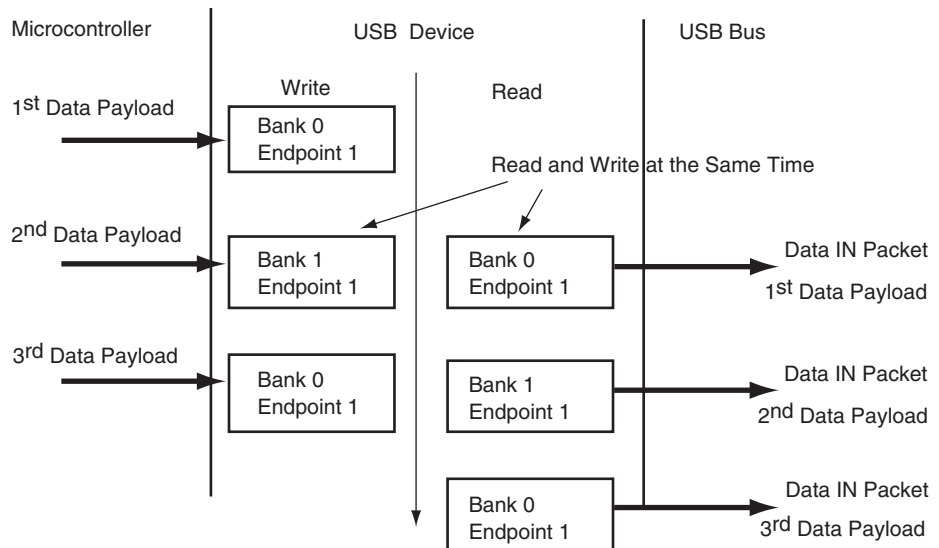 Microcontroller
USB Device
USB Bus
Write
Read
1st Data Payload
Bank 0
Endpoint 1
Read and Write at the Same Time
2nd Data Payload
Bank 1
Endpoint 1
Bank 0
Endpoint 1
Data IN Packet
1st Data Payload
3rd Data Payload
Bank 0
Endpoint 1
Bank 1
Endpoint 1
Data IN Packet
2nd Data Payload
Bank 0
Endpoint 1
Data IN Packet
3rd Data Payload